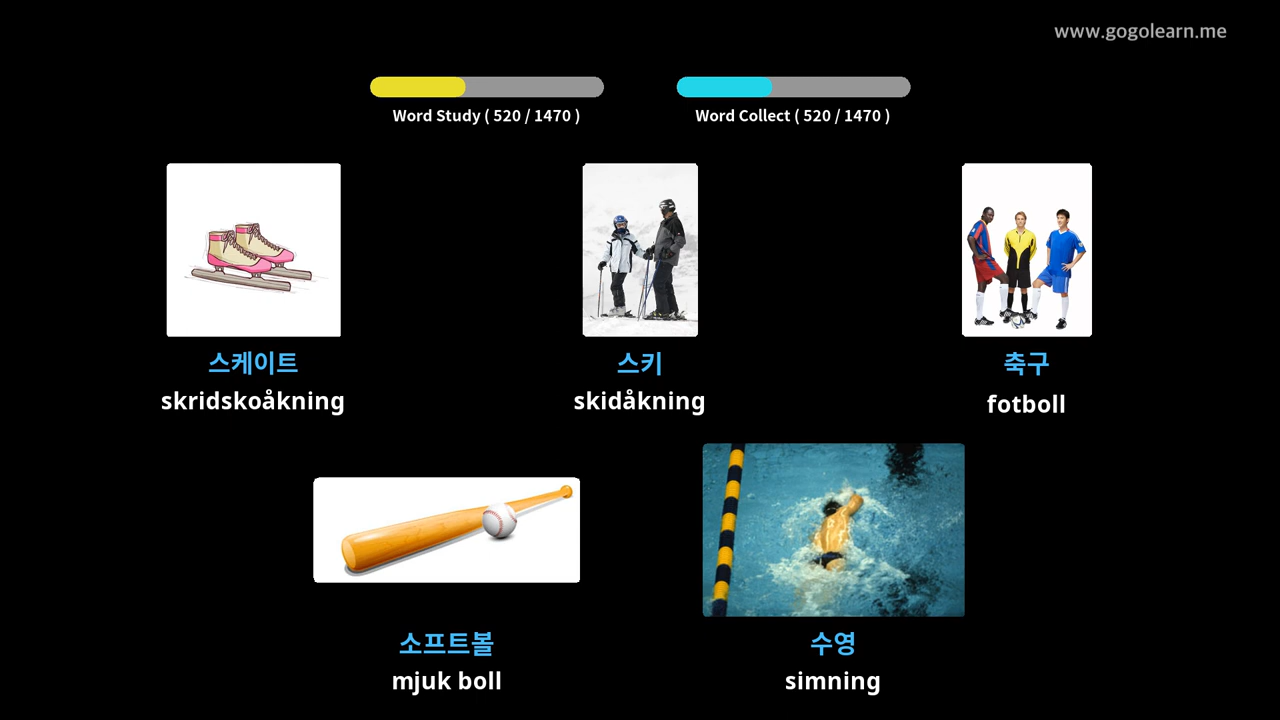 www.gogolearn.me
Word Study ( 520 / 1470 )
Word Collect ( 520 / 1470 )
스케이트
skridskoåkning
스키
skidåkning
축구
fotboll
소프트볼
mjuk boll
수영
simning